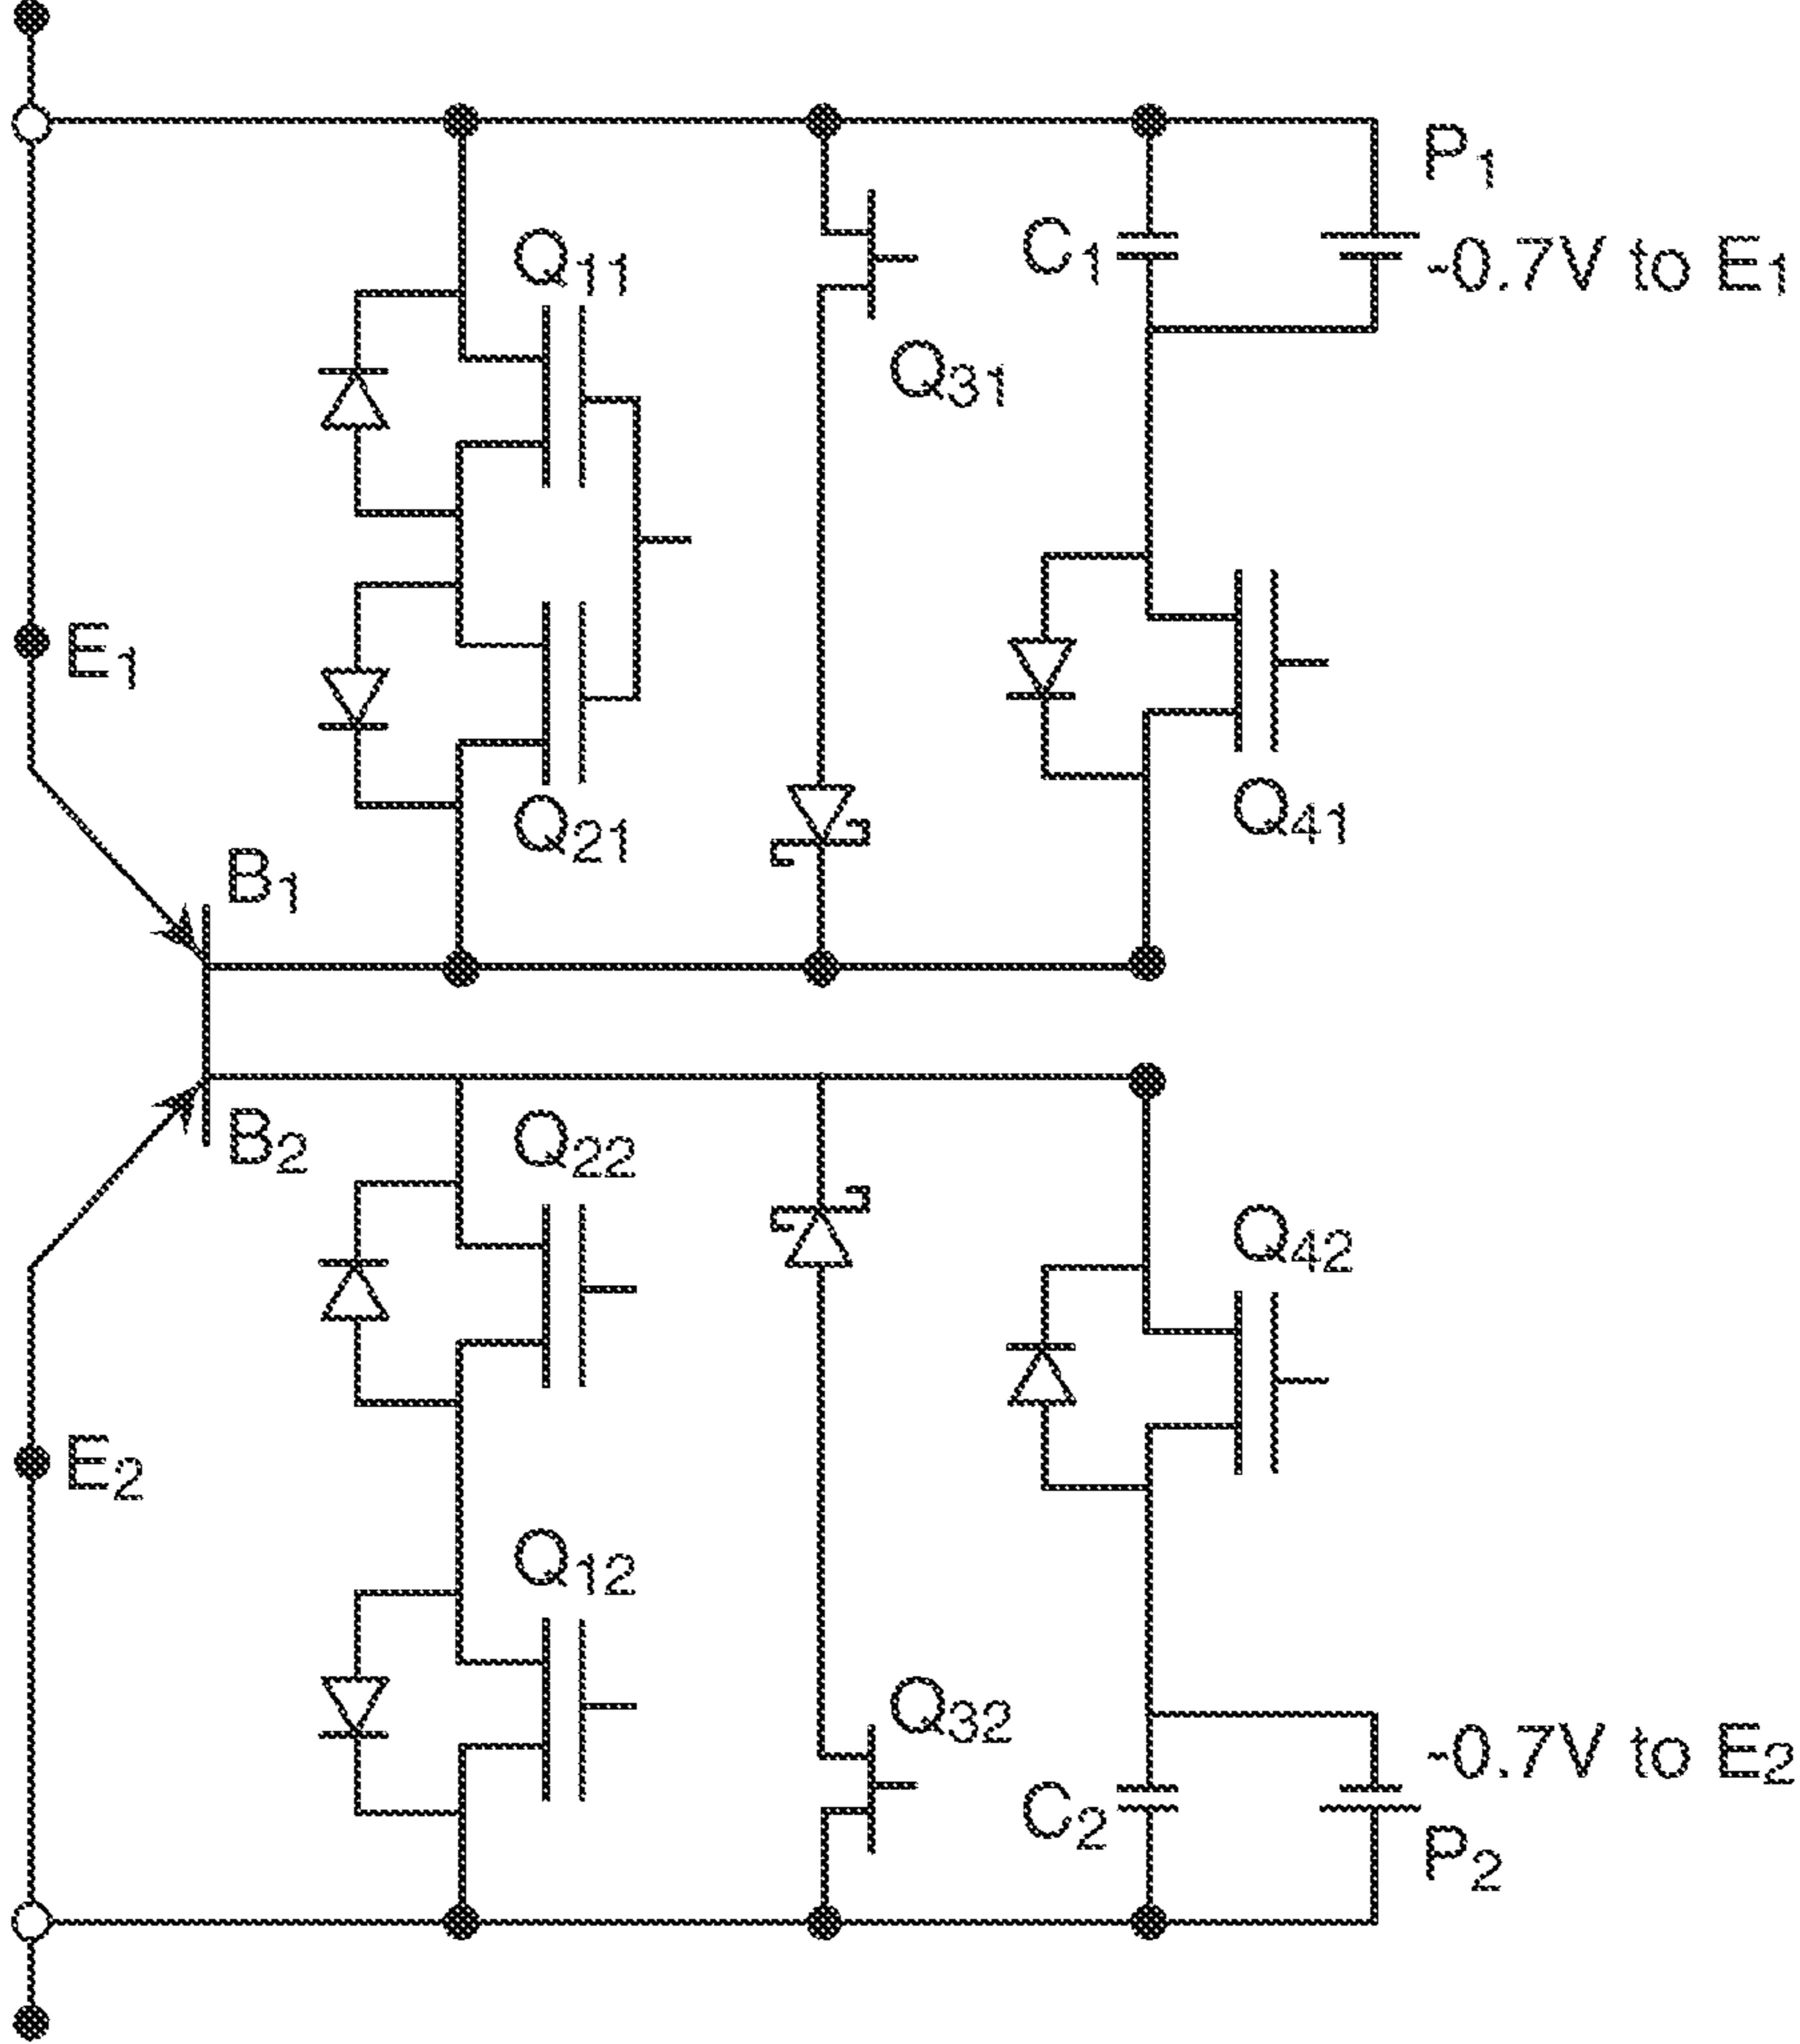 P1
Q11
C1
-0.7V to E1
Q31
E1
Q41
Q21
B1
B2
Q22
Q42
E2
Q12
Q32
-0.7V to E2
C2
P2